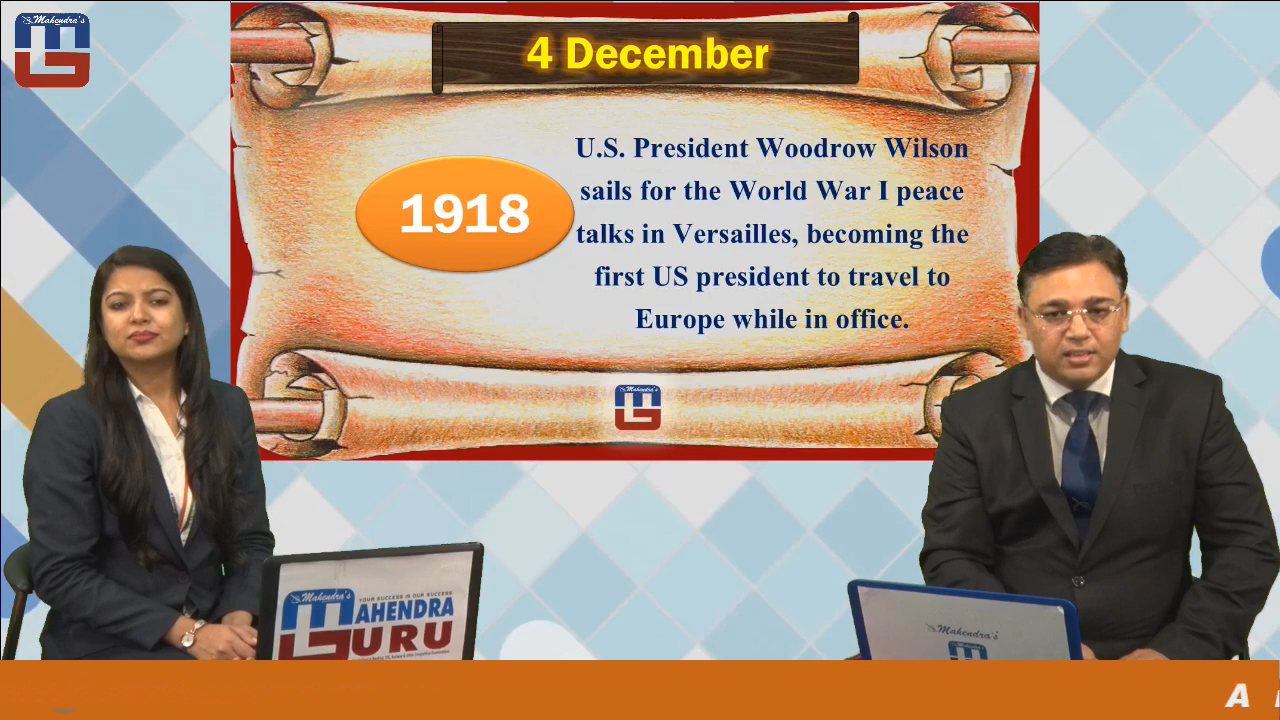 Mahendra's
4 December
1918
U.S. President Woodrow Wilson
sails for the World War I peace
talks in Versailles, becoming the
first US president to travel to
Europe while in office.
Mahendra's
Mahendra's
YOUR SUCCESS IS OUR SUCCESS
MAHENDRA
GURU
Mahendra's
A